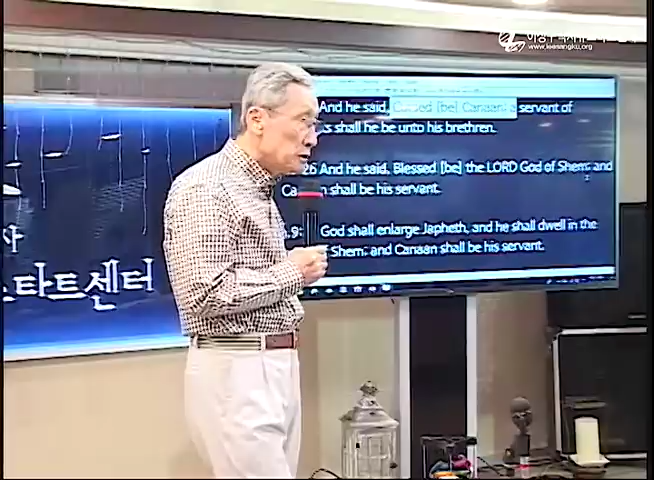 www.leesangku.org
And he said, Cursed [be] Canaan; a servant of
shall he be unto his brethren.
26 And he said, Blessed [be] the LORD God of Shem; and
shall be his servant.
God shall enlarge Japheth, and he shall dwell in the
Shem; and Canaan shall be his servant.
스타트센터